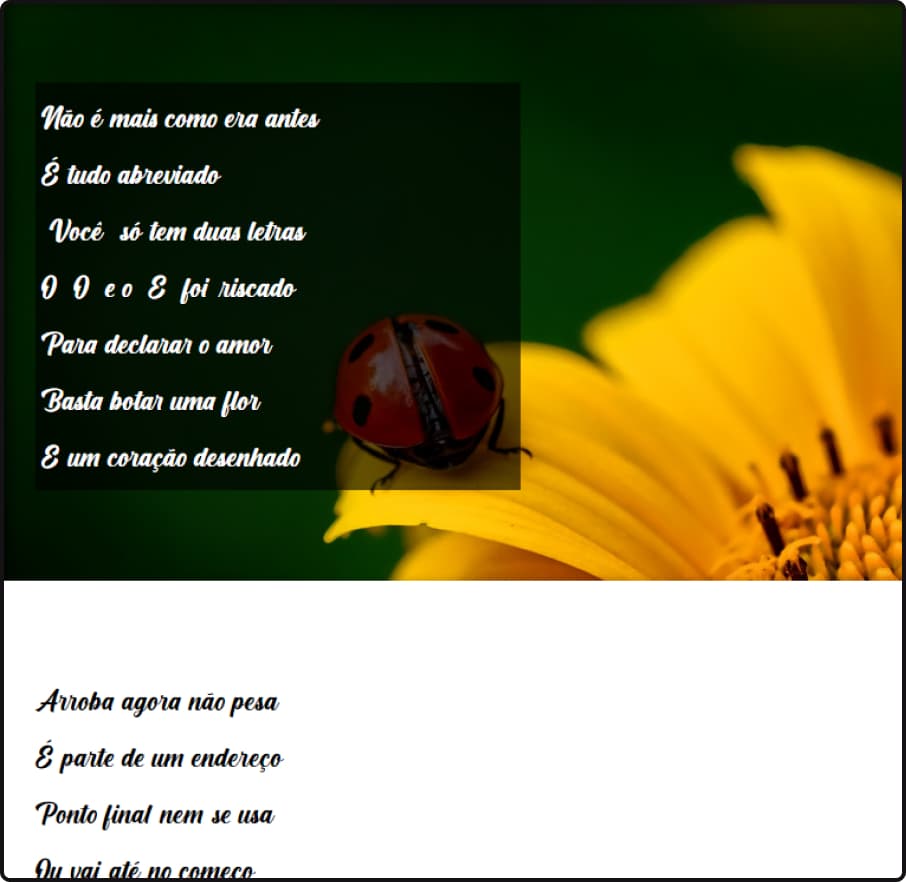 Não é mais como era antes
É tudo abreviado
Você só tem duas letras
O O e o E foi riscado
Para declarar o amor
Basta botar uma flor
E um coração desenhado
Arroba agora não pesa
É parte de um endereço
Ponto final nem se usa
Ou vai até no começo